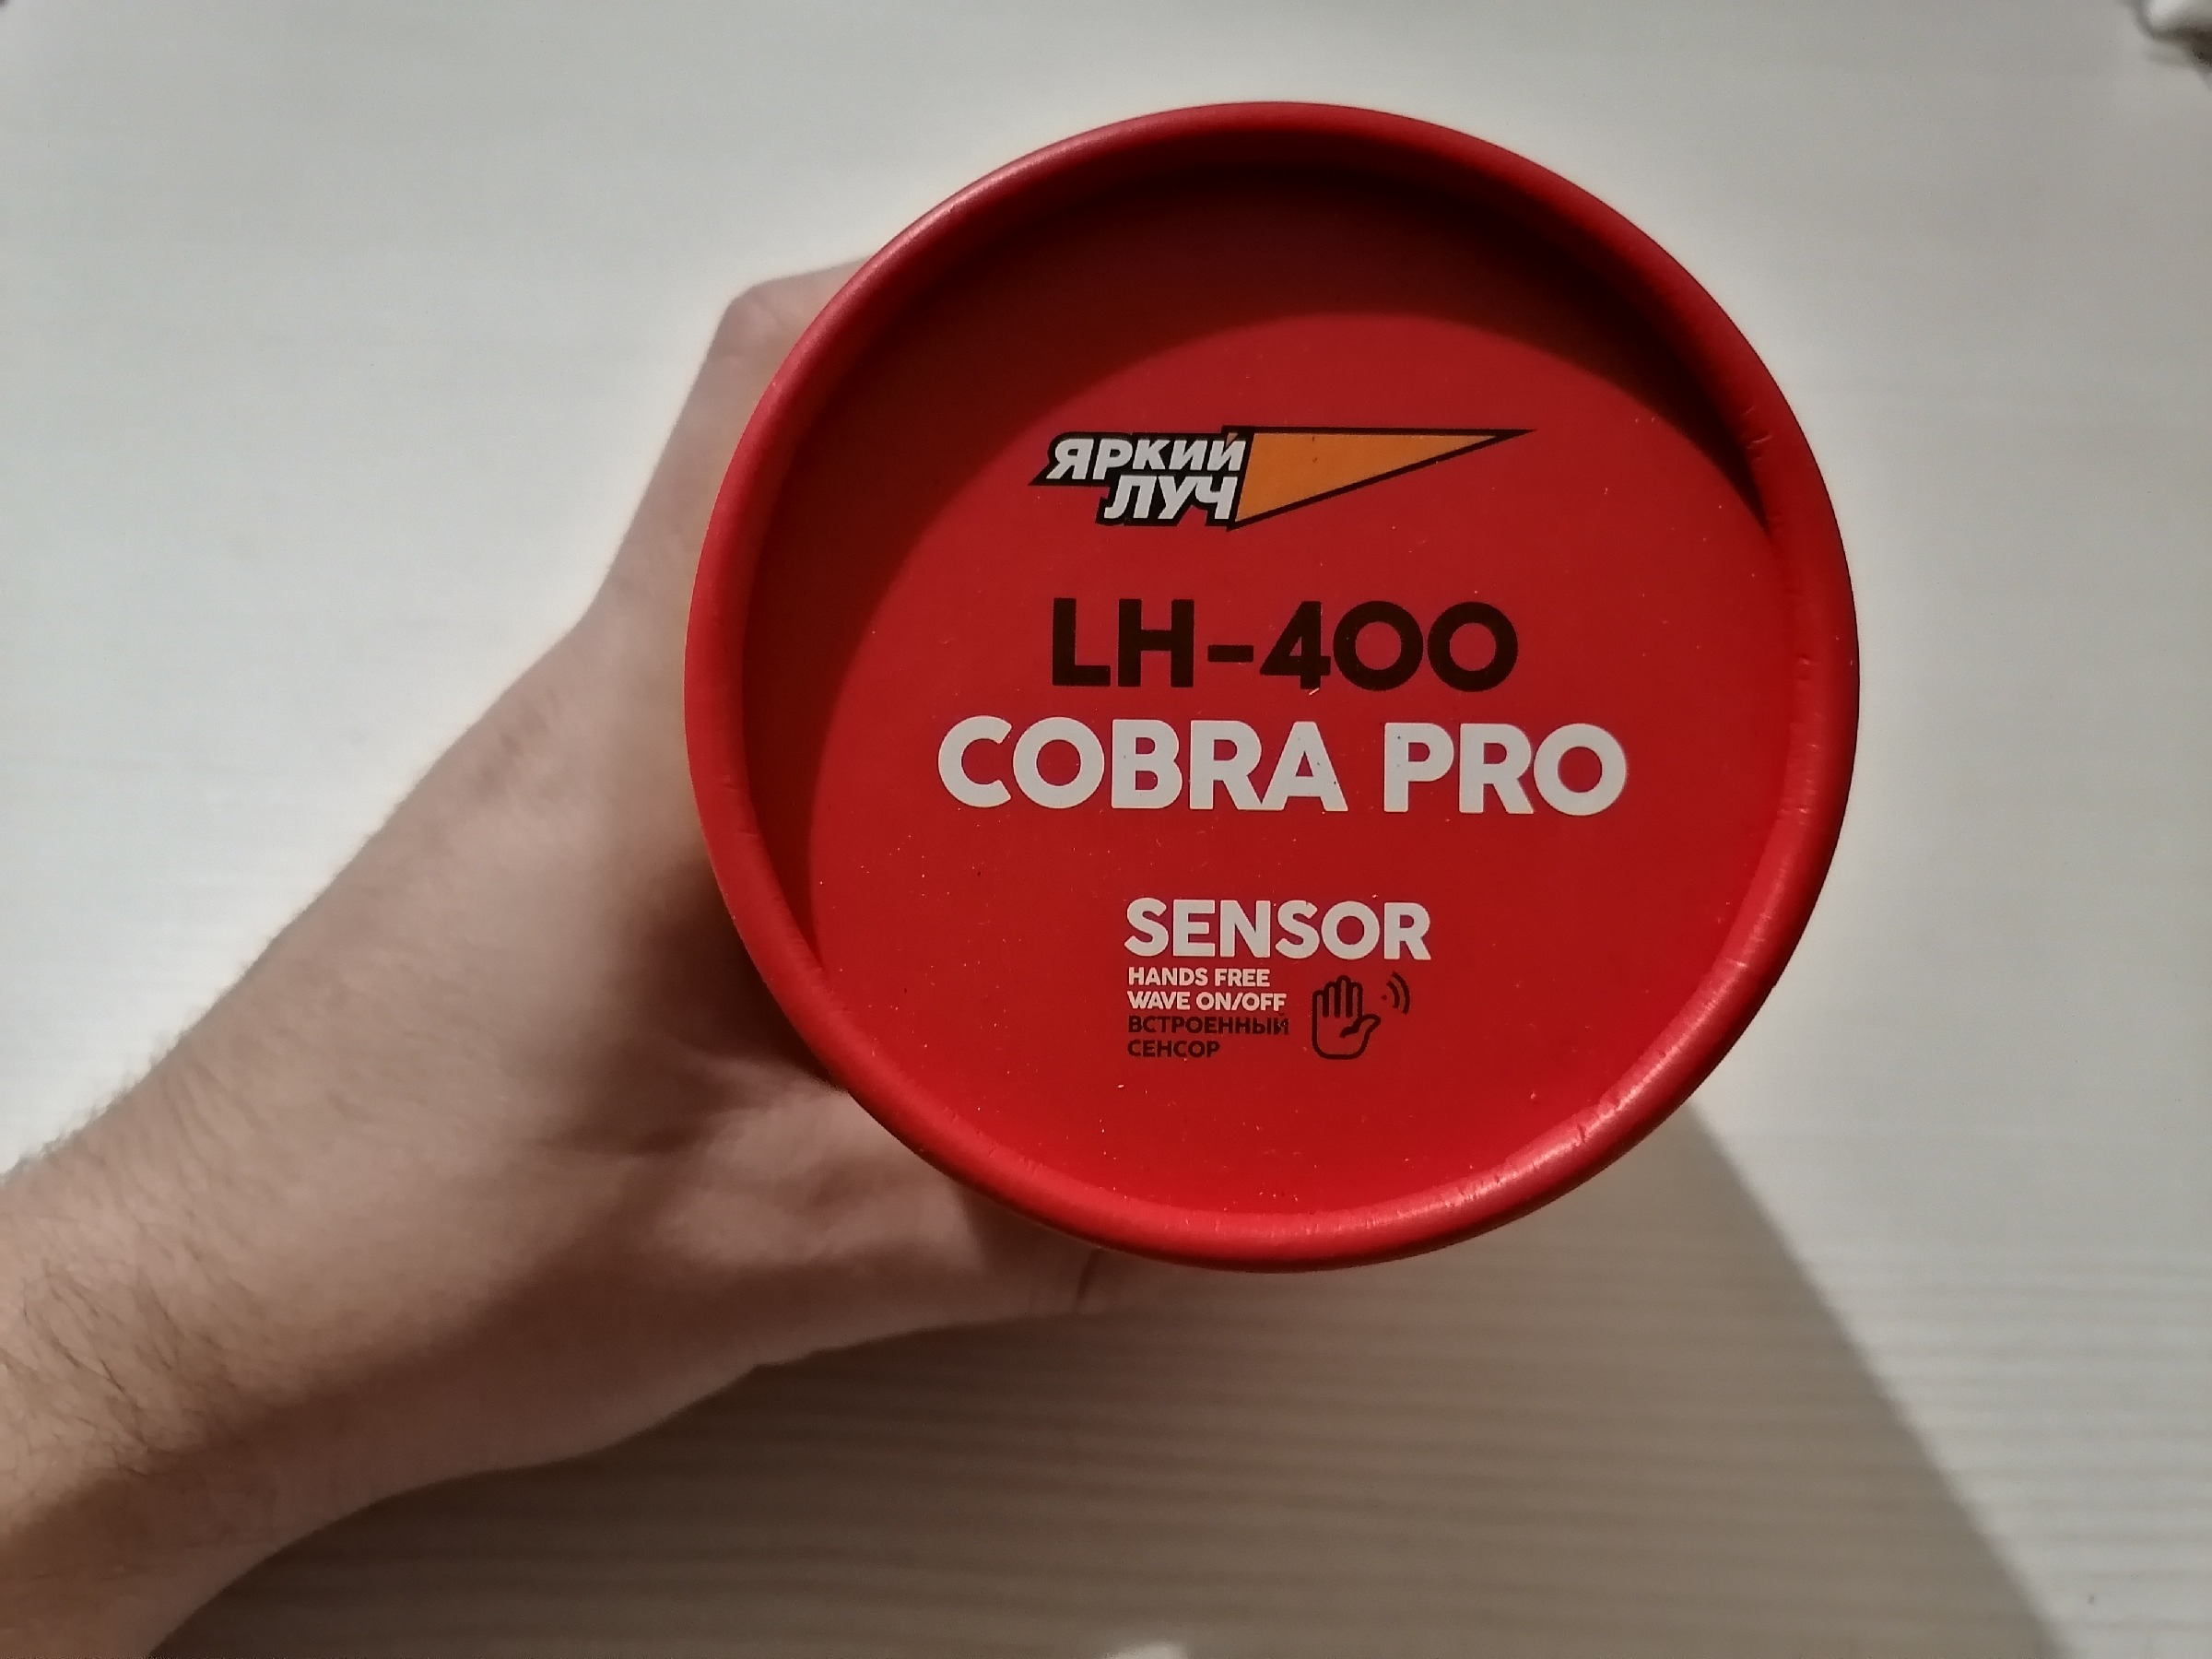 ЯРКИЙ
ЛУЧ
LH-400
COBRA PRO
SENSOR
HANDS FREE
WAVE ON/OFF
ВСТРОЕННЫЙ
СЕНСОР